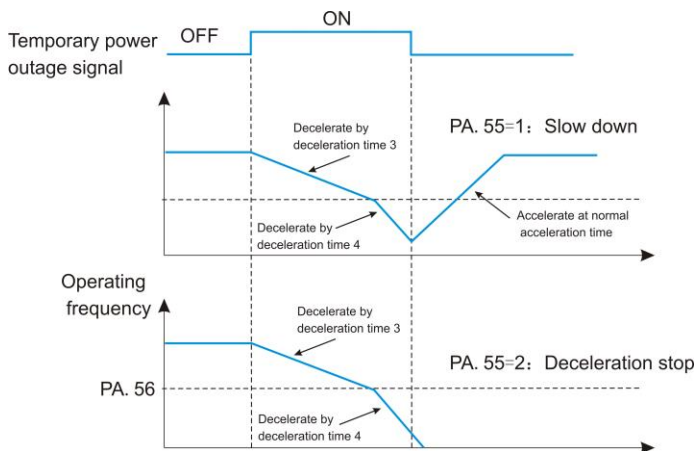 OFF
ON
Temporary power
outage signal
Decelerate by
deceleration time 3
PA. 55=1: Slow down
Decelerate by
deceleration time 4
Accelerate at normal
acceleration time
Operating
frequency
Decelerate by
deceleration time 3
PA. 55=2: Deceleration stop
PA. 56
Decelerate by
deceleration time 4